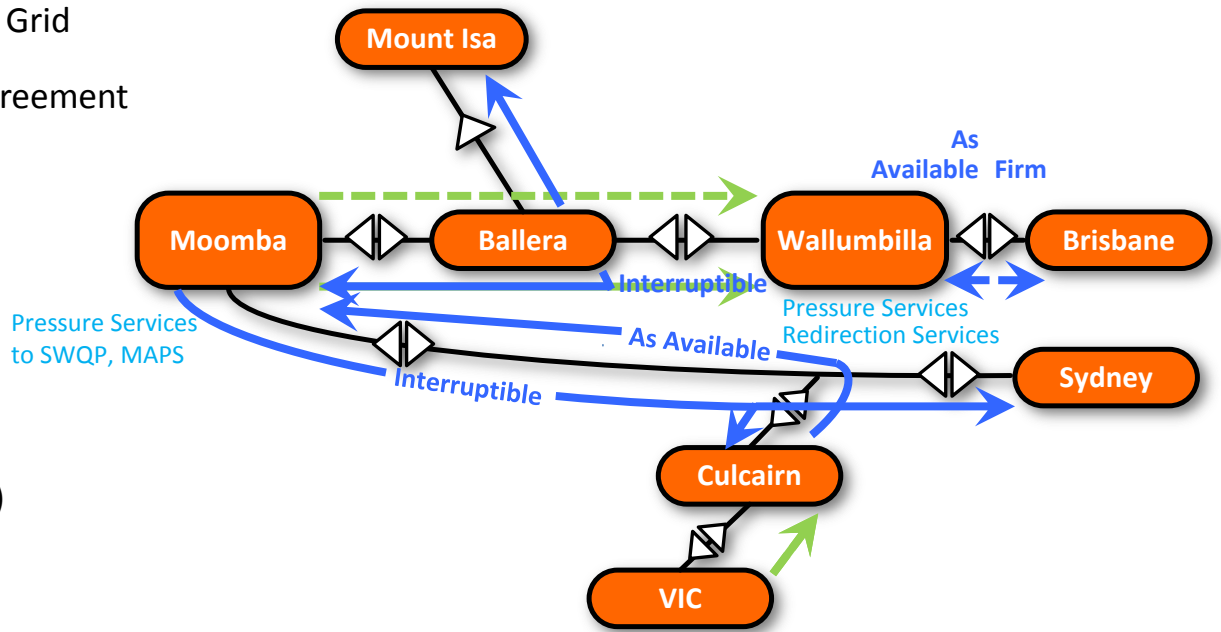 Grid
Mount Isa
reement
As
Available Firm
Moomba
Ballera
Wallumbilla
Brisbane
Interruptible
Pressure Services
Redirection Services
Pressure Services
to SWQP, MAPS
As Available
Interruptible
Sydney
Culcairn
)
VIC